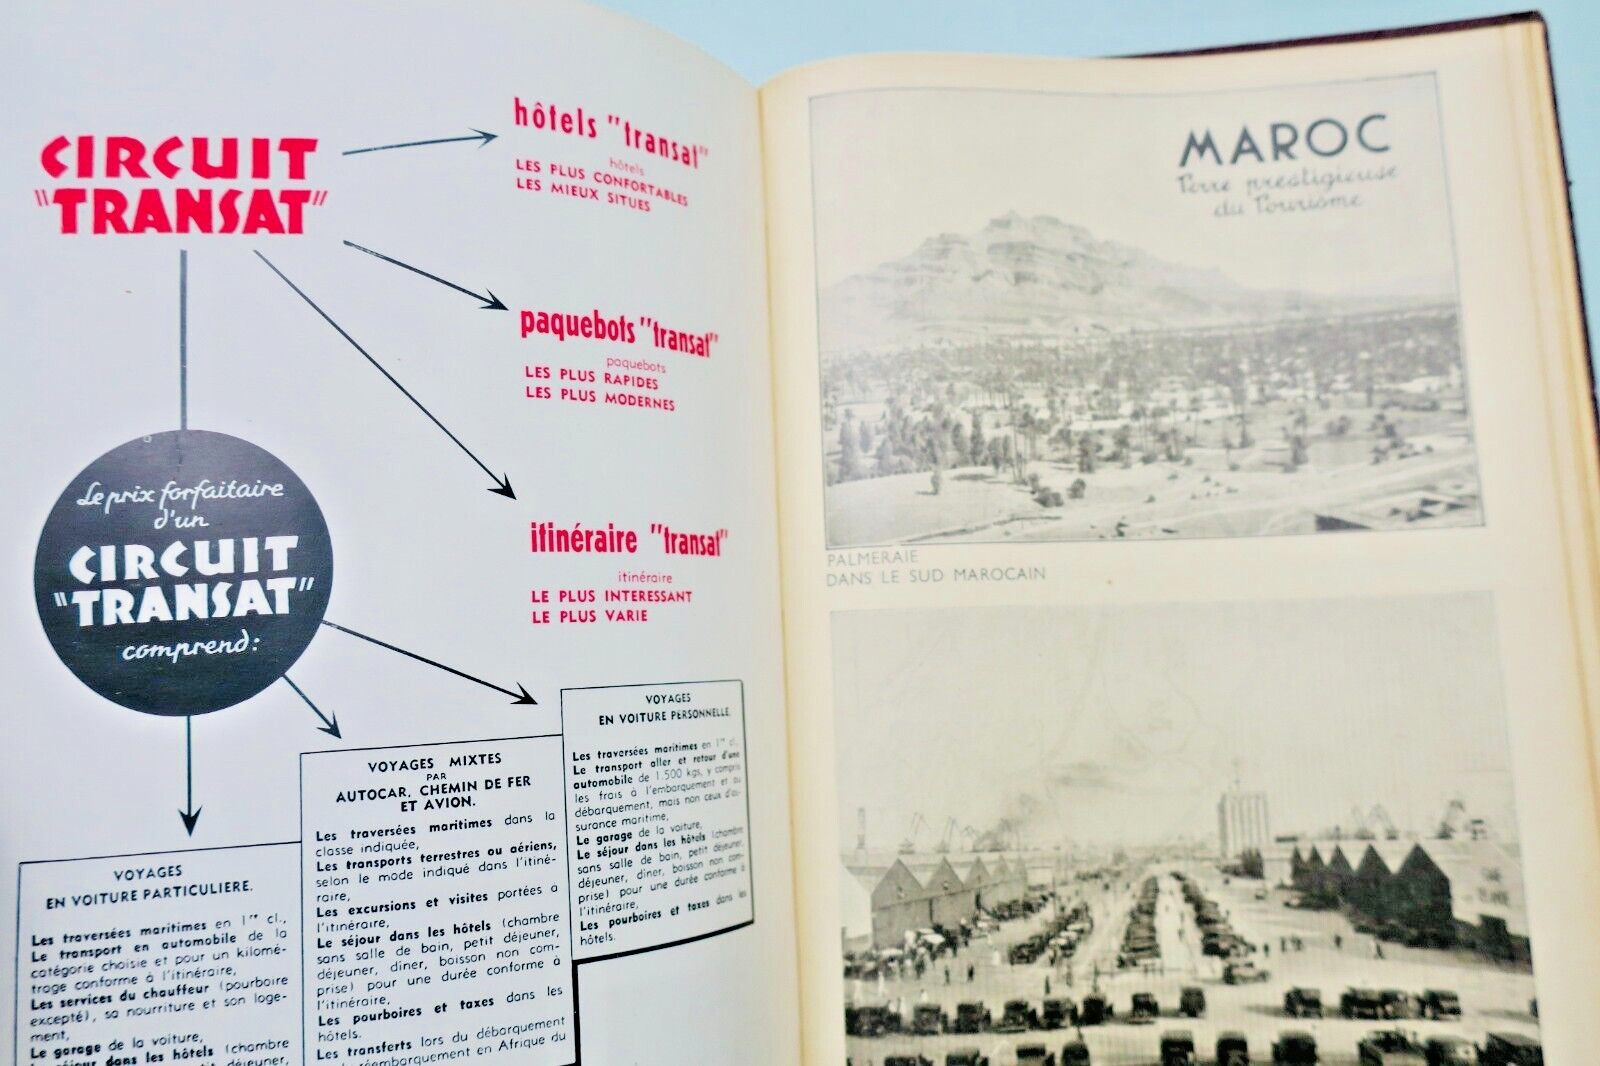 CIRCUIT
"TRANSAT"
hôtels "transat"
hôtels
LES PLUS CONFORTABLES
LES MIEUX SITUES
paquebots "transat"
paquebots
LES PLUS RAPIDES
LES PLUS MODERNES
itinéraire "transat"
itinéraire
LE PLUS INTERESSANT
LE PLUS VARIE
Le prix forfaitaire
d'un
CIRCUIT
"TRANSAT"
comprend:
VOYAGES
EN VOITURE PARTICULIERE.
Les traversées maritimes en 1re cl.,
Le transport en automobile de la
catégorie choisie et pour un kilomé-
trage conforme à l'itinéraire,
Les services du chauffeur (pourboire
excepté), sa nourriture et son loge-
ment,
Le garage de la voiture,
Le séjour dans les hôtels (chambre
petit déjeuner,
VOYAGES MIXTES
PAR
AUTOCAR, CHEMIN DE FER
ET AVION.
Les traversées maritimes dans la
classe indiquée,
Les transports terrestres ou aériens,
selon le mode indiqué dans l'itiné-
raire,
Les excursions et visites portées à
l'itinéraire,
Le séjour dans les hôtels (chambre
sans salle de bain, petit déjeuner,
déjeuner, dîner, boisson non com-
prise) pour une durée conforme à
l'itinéraire,
Les pourboires et taxes dans les
hôtels.
Les transferts lors du débarquement
réembarquement en Afrique du
VOYAGES
EN VOITURE PERSONNELLE.
Les traversées maritimes en 1re cl.,
Le transport aller et retour d'une
automobile de 1.500 kgs, y compris
les frais à l'embarquement et au
débarquement, mais non ceux d'as-
surance maritime,
Le garage de la voiture,
Le séjour dans les hôtels (chambre
sans salle de bain, petit déjeuner,
déjeuner, dîner, boisson non com-
prise) pour une durée conforme à
l'itinéraire,
Les pourboires et taxes dans les
hôtels.
MAROC
Terre prestigieuse
du Tourisme
PALMERAIE
DANS LE SUD MAROCAIN